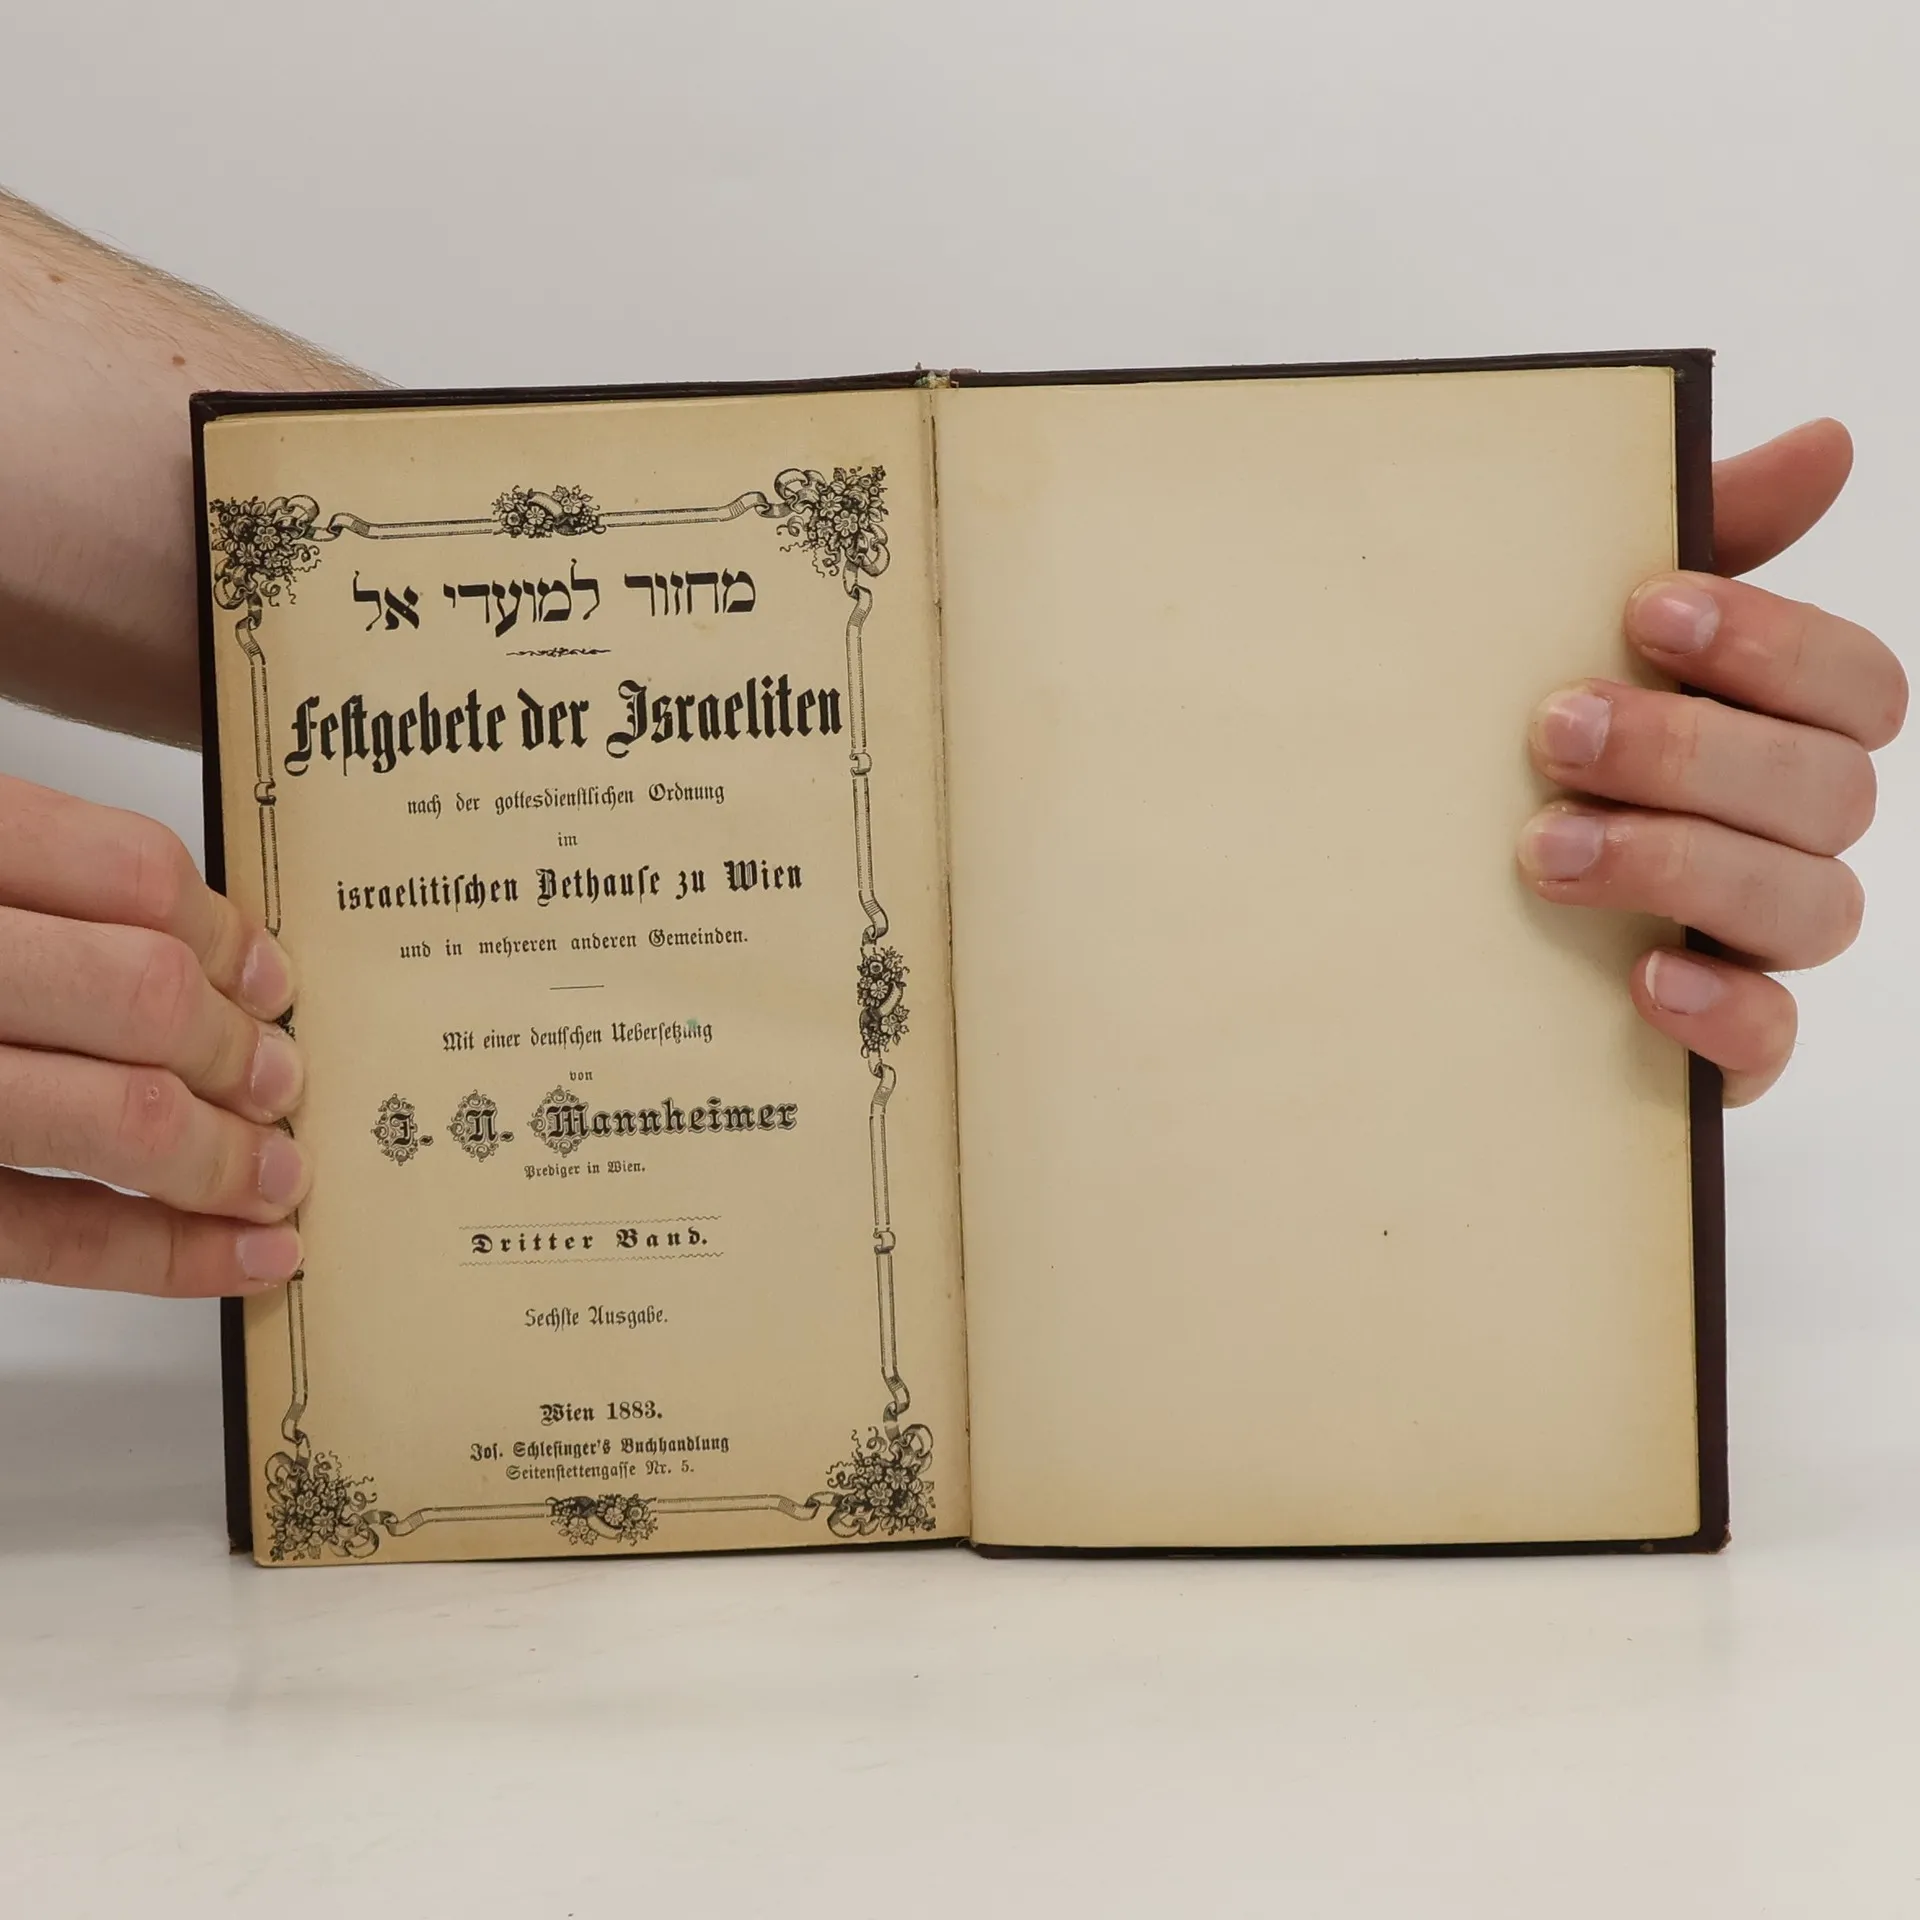 מחזור למועדי אל
Festgebete der Israeliten
nach der gottesdienstlichen Ordnung
im
israelitischen Bethause zu Wien
und in mehreren anderen Gemeinden.
Mit einer deutschen Uebersetzung
von
I. N. Mannheimer
Prediger in Wien.
Dritter Band.
Sechste Ausgabe.
Wien 1883.
Jos. Schlesinger's Buchhandlung
Seitenstettengasse Nr. 5.